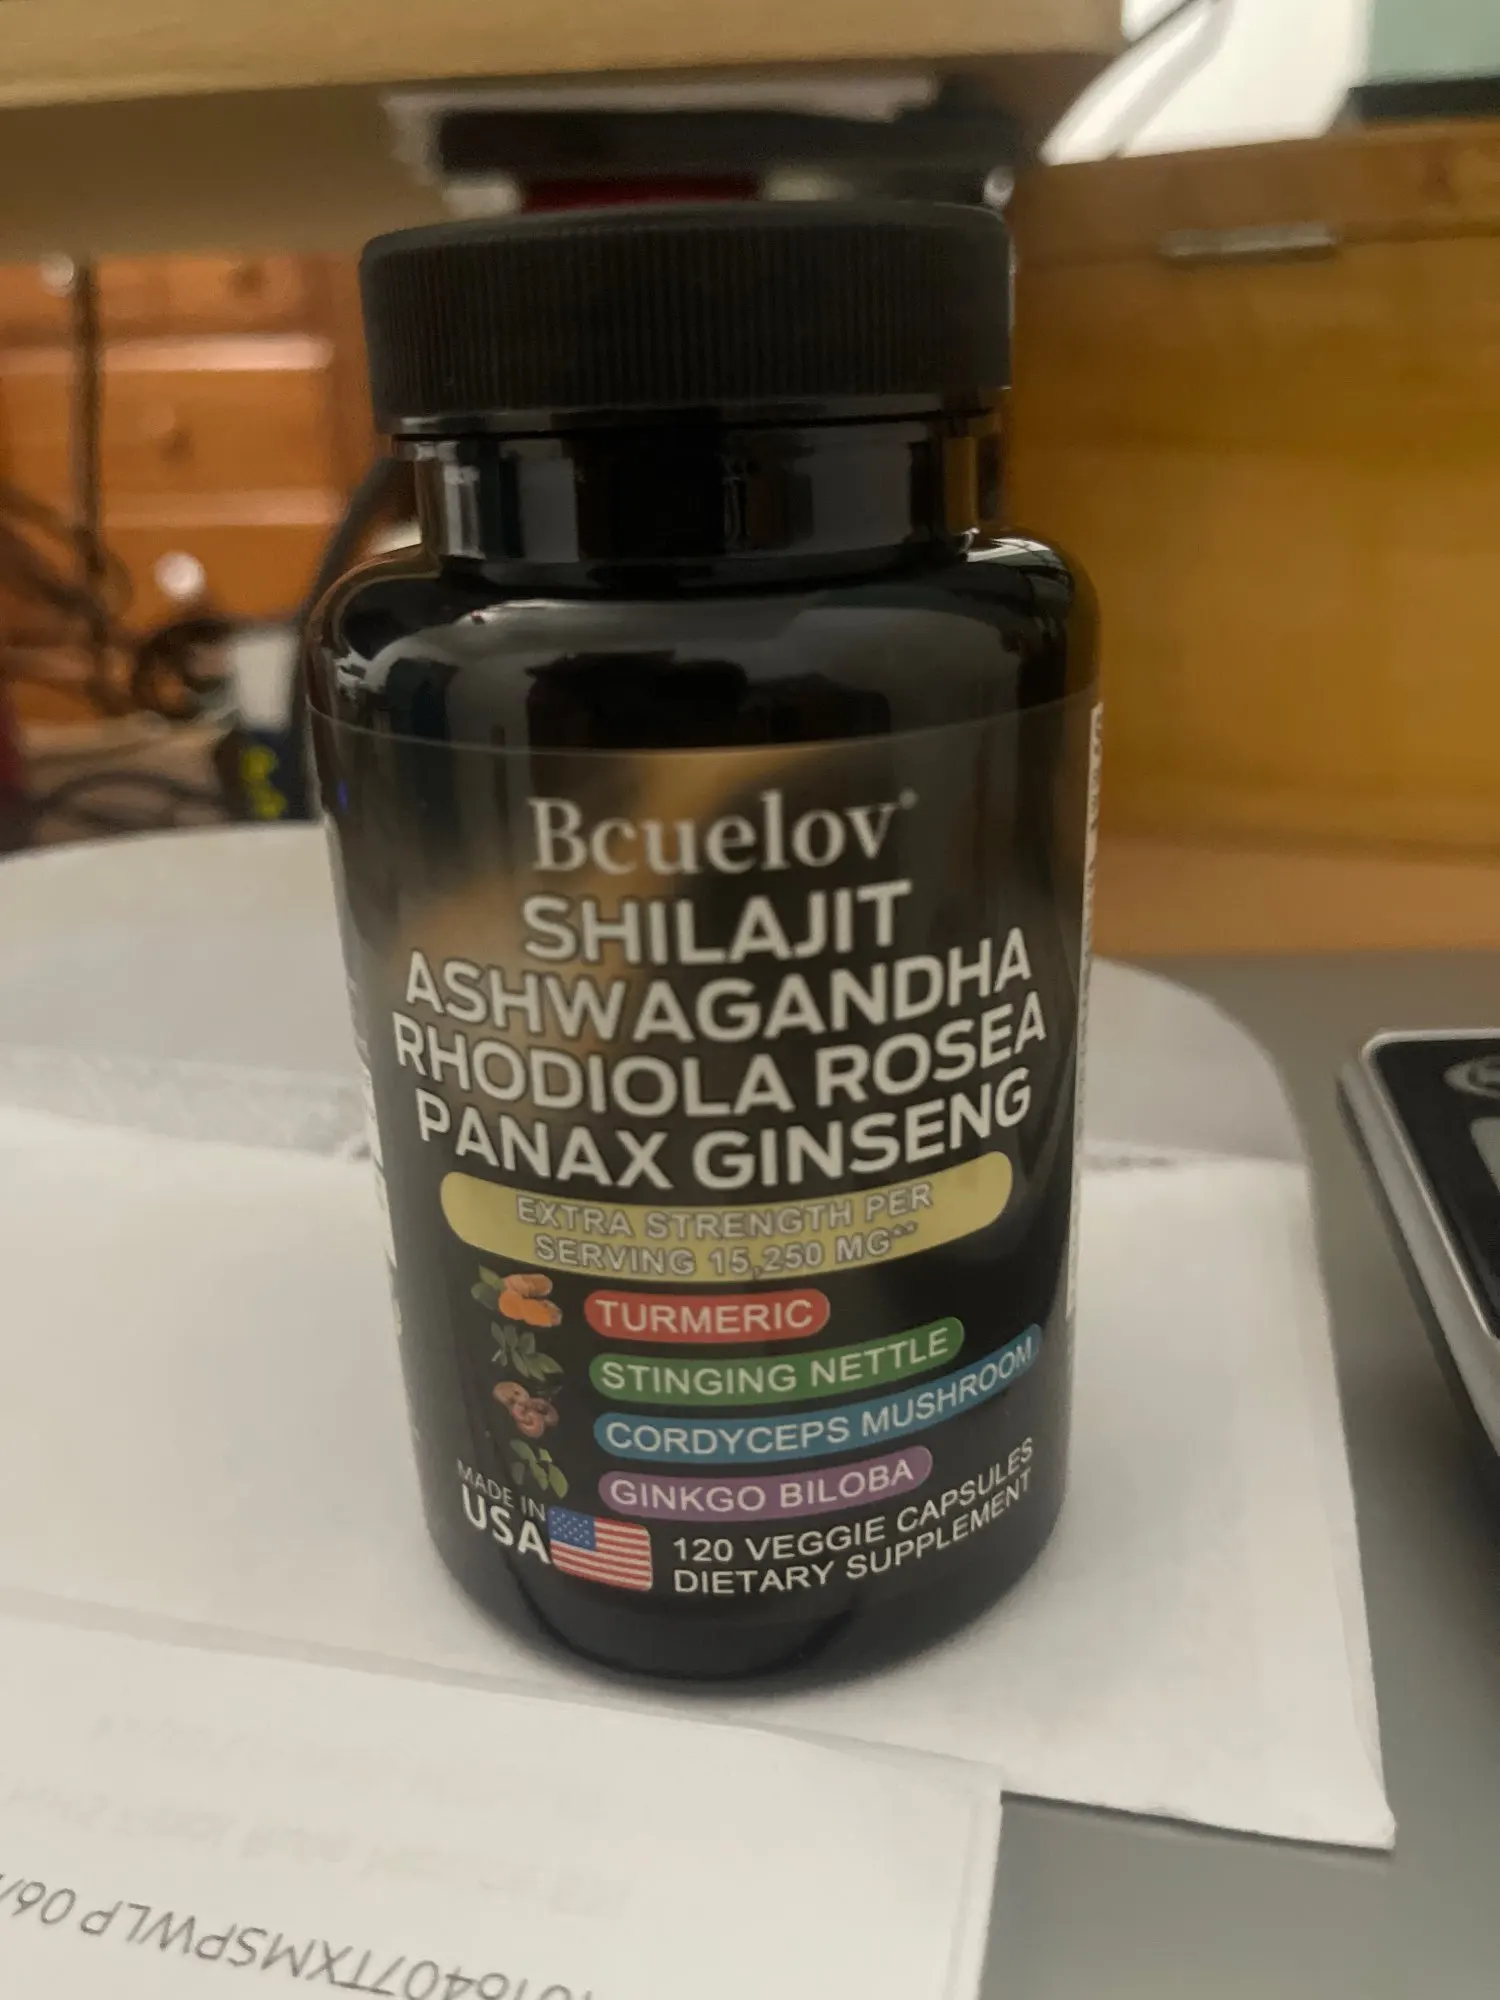 Bcuelov®
SHILAJIT
ASHWAGANDHA
RHODIOLA ROSEA
PANAX GINSENG
EXTRA STRENGTH PER
SERVING 15,250 MG**
TURMERIC
STINGING NETTLE
CORDYCEPS MUSHROOM
GINKGO BILOBA
MADE IN
USA
120 VEGGIE CAPSULES
DIETARY SUPPLEMENT